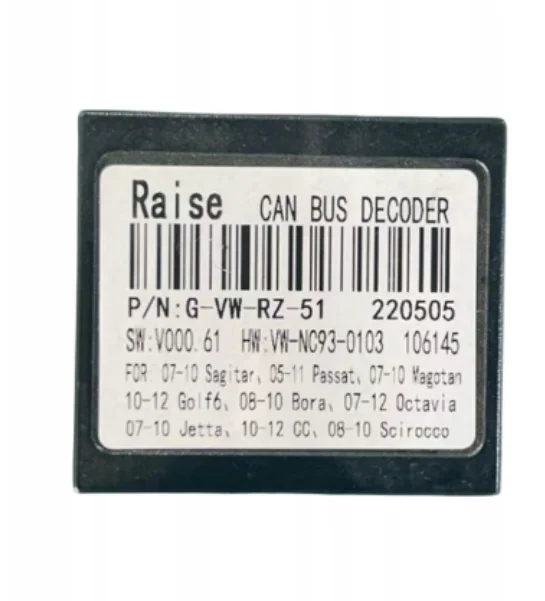 Raise CAN BUS DECODER
P/N:G-VW-RZ-51 220505
SW:V000.61 HW:VW-NC93-0103 106145
FOR: 07-10 Sagitar、05-11 Passat、07-10 Magotan
10-12 Golf6、08-10 Bora、07-12 Octavia
07-10 Jetta、10-12 CC、08-10 Scirocco